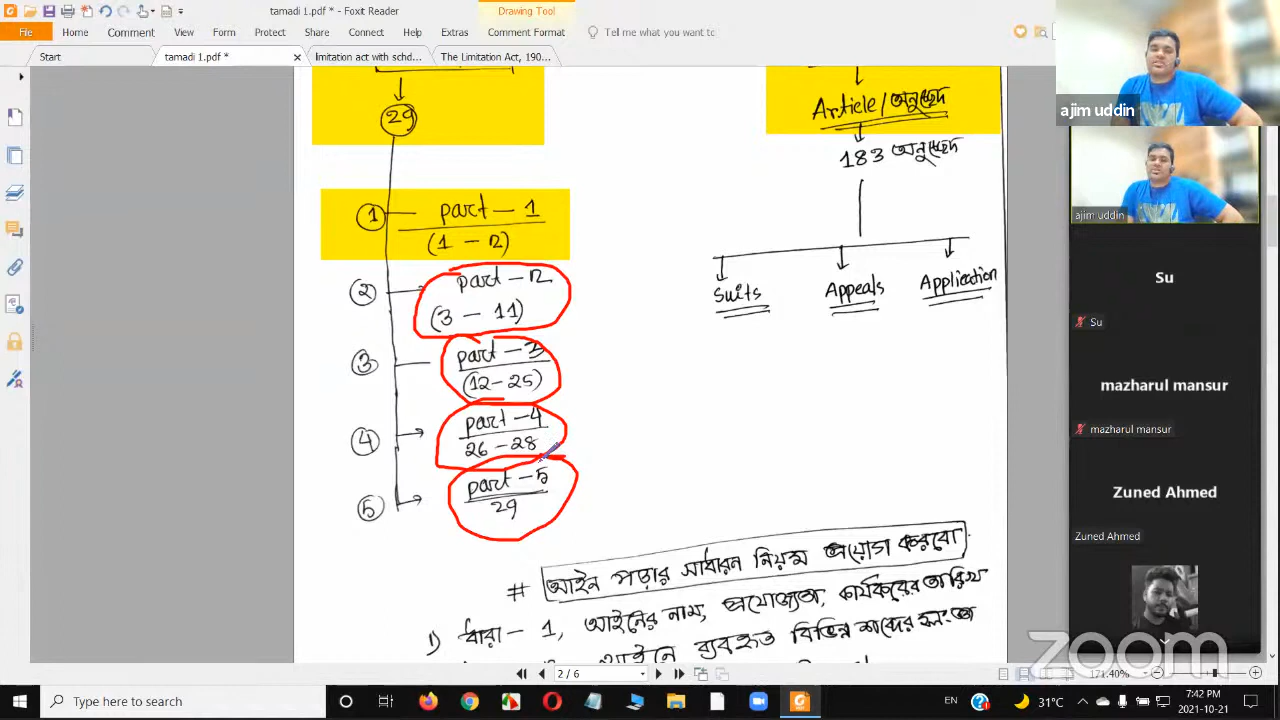 tamadi 1.pdf * - Foxit Reader
Drawing Tool
File Home Comment View Form Protect Share Connect Help Extras Comment Format Tell me what you want
Start
tamadi 1.pdf *
limitation act with schd...
The Limitation Act, 190...
29
① part - 1
(1 - 2)
② part - 2
(3 - 11)
③ part - 3
(12 - 25)
④ part - 4
26 - 28
⑤ part - 5
29
Article / অনুচ্ছেদ
183 অনুচ্ছেদ
Suits
Appeals
Application
# আইন পড়ার সাধারন নিয়ম প্রয়োগ করবো
1) ধারা - 1, আইনের নাম, প্রযোজ্যতা, কার্যকরের তারিখ
আইনে ব্যবহৃত বিভিন্ন শব্দের
ajim uddin
ajim uddin
Su
Su
mazharul mansur
mazharul mansur
Zuned Ahmed
Zuned Ahmed
zoom
2 / 6
171.40%
Type here to search
31°C
ENG
7:42 PM
2021-10-21